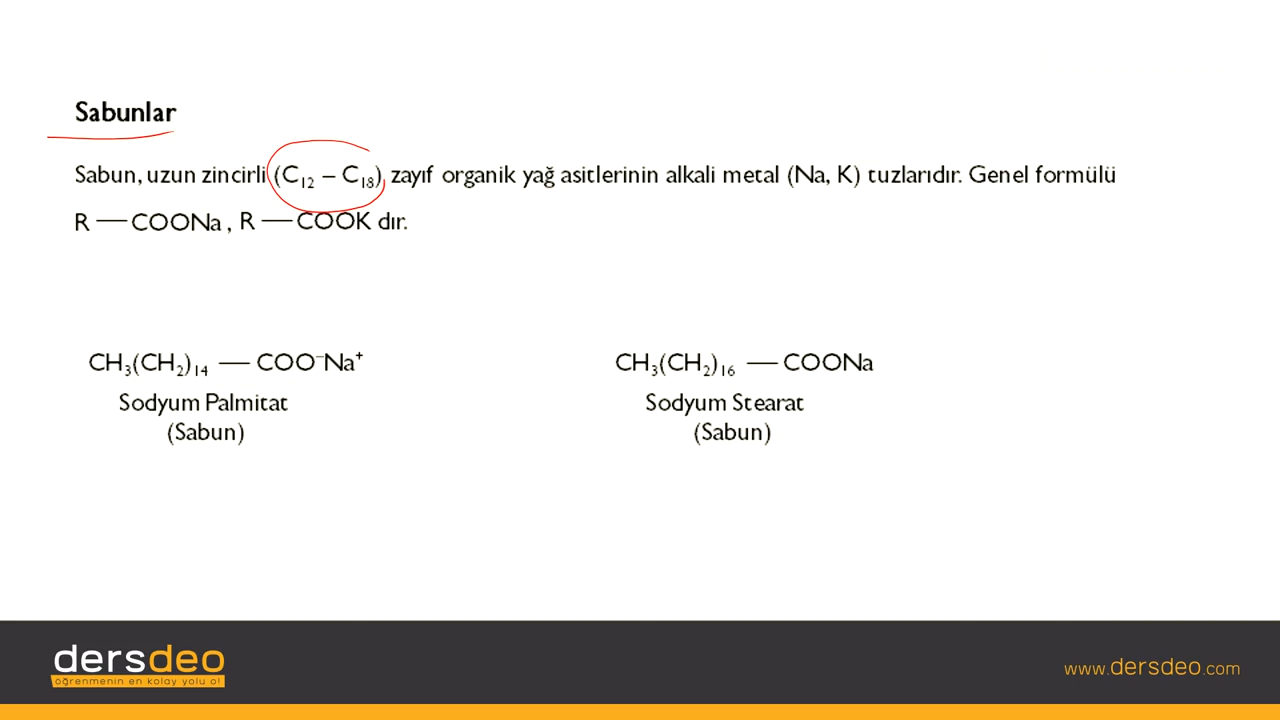 Sabunlar
Sabun, uzun zincirli (C₁₂ – C₁₈) zayıf organik yağ asitlerinin alkali metal (Na, K) tuzlarıdır. Genel formülü
R — COONa , R — COOK dır.
CH₃(CH₂)₁₄ — COO⁻Na⁺
Sodyum Palmitat
(Sabun)
CH₃(CH₂)₁₆ — COONa
Sodyum Stearat
(Sabun)
dersdeo
öğrenmenin en kolay yolu o!
www.dersdeo.com